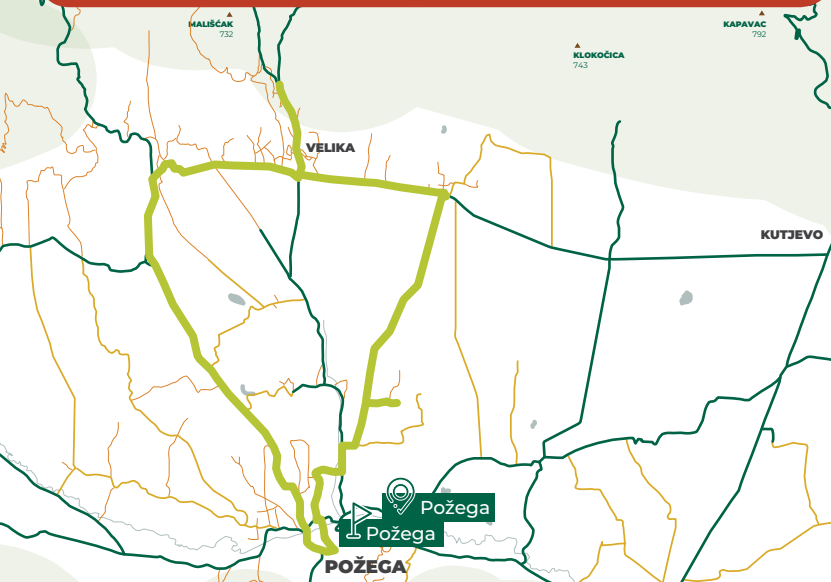 MALIŠĆAK
732
KAPAVAC
792
KLOKOČICA
743
VELIKA
KUTJEVO
Požega
Požega
POŽEGA